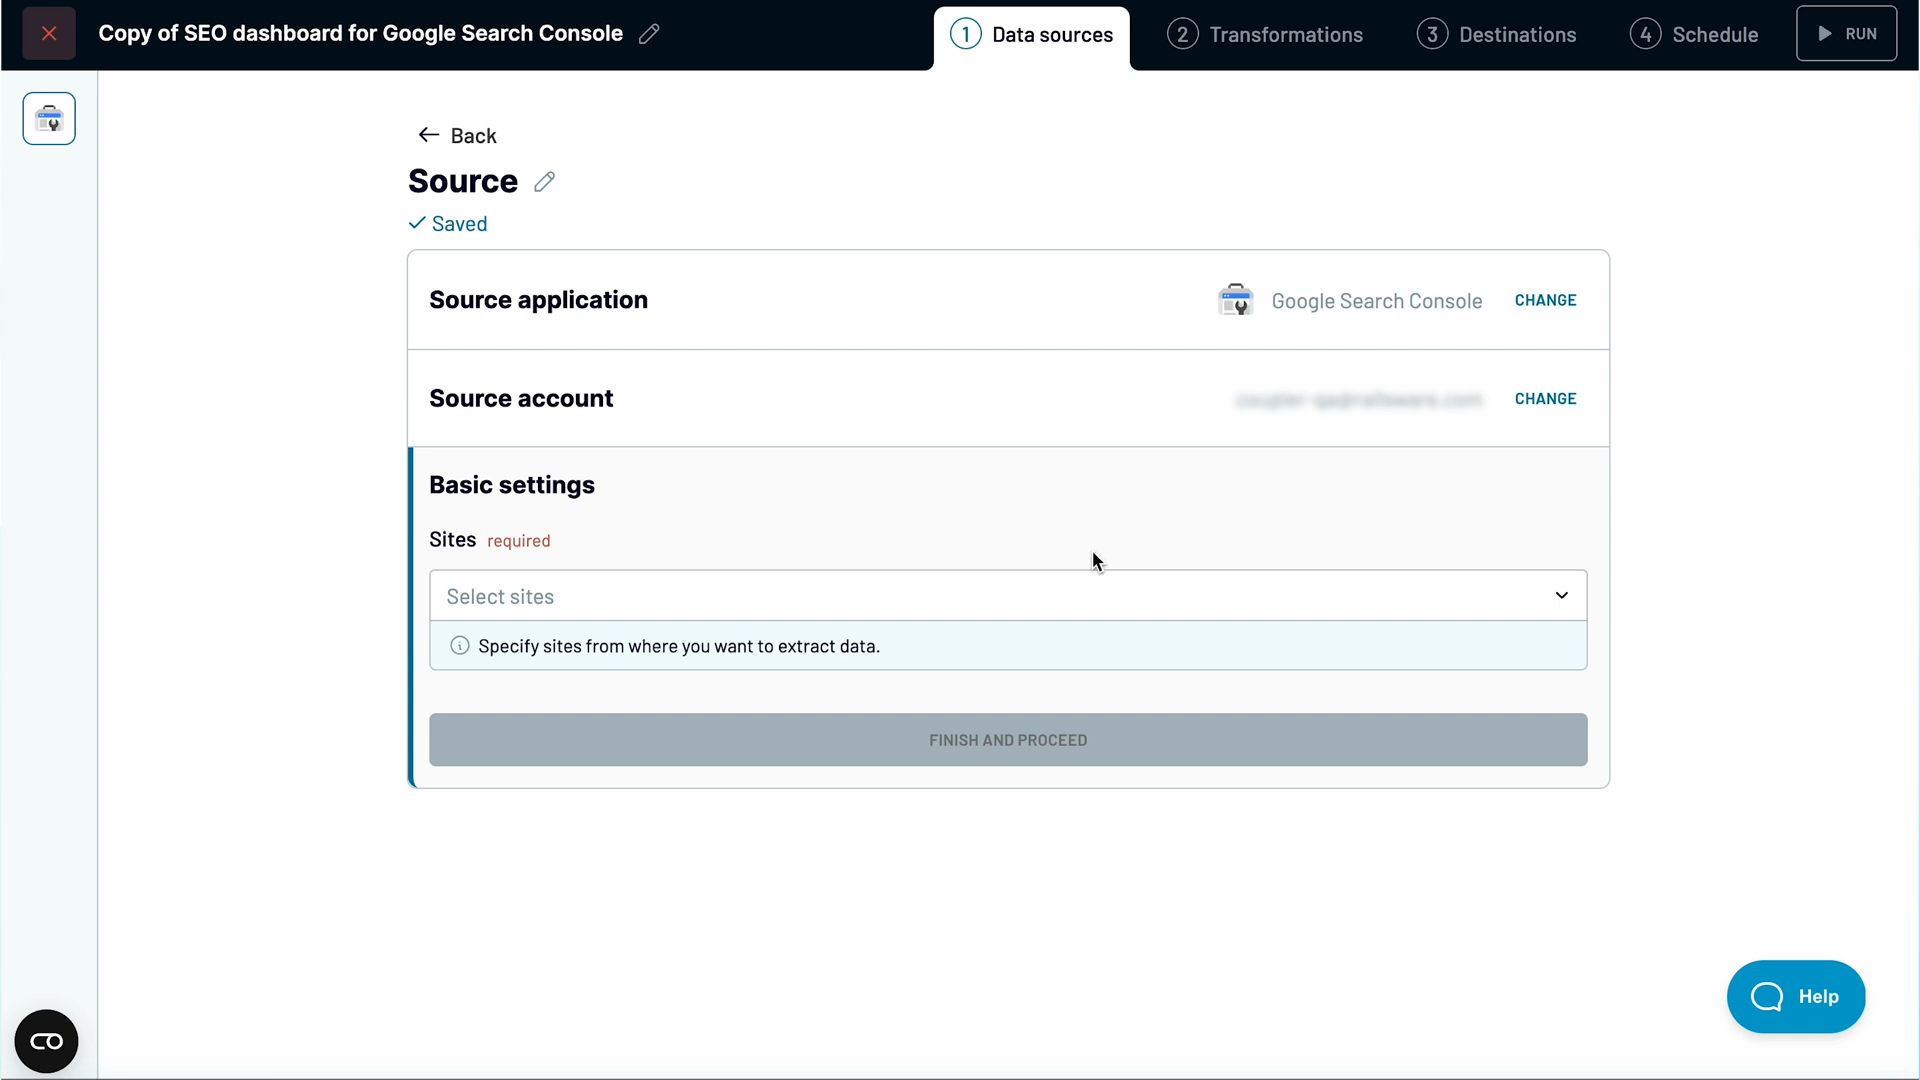 Copy of SEO dashboard for Google Search Console
1 Data sources
2 Transformations
3 Destinations
4 Schedule
RUN
Back
Source
Saved
Source application
Google Search Console
CHANGE
Source account
CHANGE
Basic settings
Sites required
Select sites
Specify sites from where you want to extract data.
FINISH AND PROCEED
Help